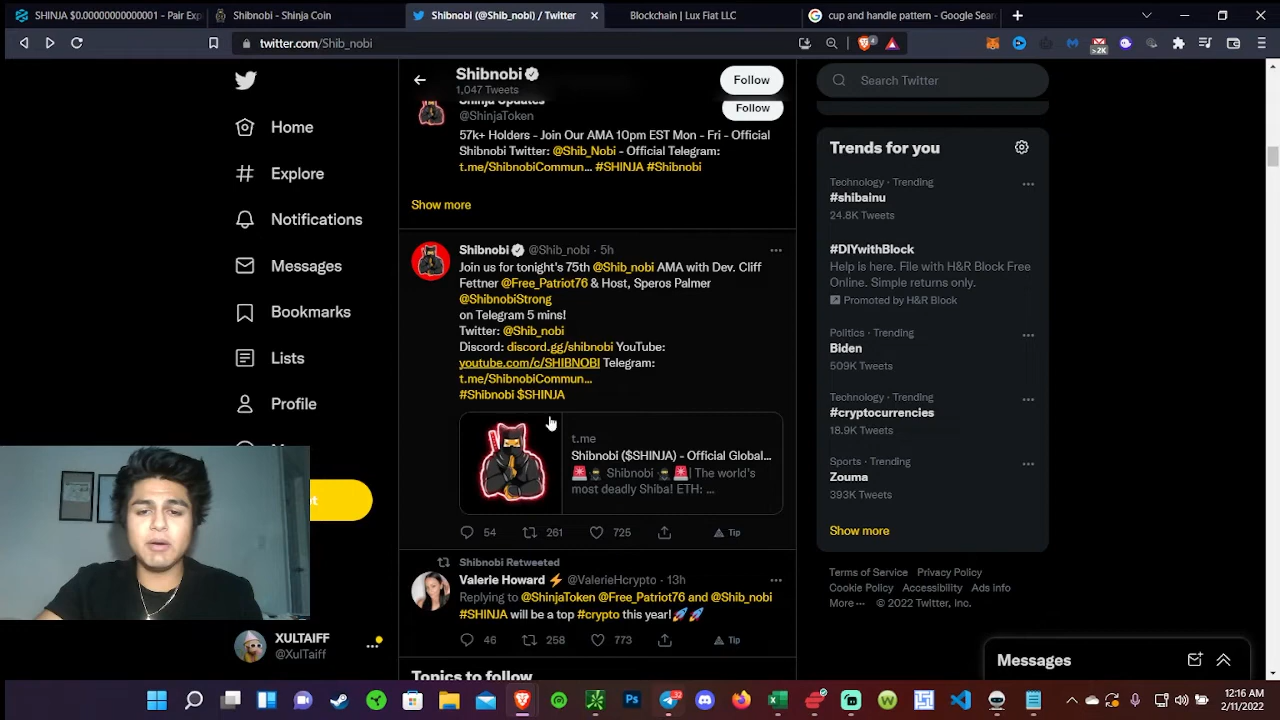 SHINJA $0.00000000000001 - Pair Exp
Shibnobi - Shinja Coin
Shibnobi (@Shib_nobi) / Twitter
Blockchain | Lux Fiat LLC
cup and handle pattern - Google Sear
twitter.com/Shib_nobi
4
>2K
Home
Explore
Notifications
Messages
Bookmarks
Lists
Profile
XULTAIFF
@XulTaiff
Shibnobi
1,047 Tweets
Follow
Shinja Updates
@ShinjaToken
Follow
57k+ Holders - Join Our AMA 10pm EST Mon - Fri - Official
Shibnobi Twitter: @Shib_Nobi - Official Telegram:
t.me/ShibnobiCommun... #SHINJA #Shibnobi
Show more
Shibnobi @Shib_nobi · 5h
Join us for tonight's 75th @Shib_nobi AMA with Dev. Cliff
Fettner @Free_Patriot76 & Host, Speros Palmer
@ShibnobiStrong
on Telegram 5 mins!
Twitter: @Shib_nobi
Discord: discord.gg/shibnobi YouTube:
youtube.com/c/SHIBNOBI Telegram:
t.me/ShibnobiCommun...
#Shibnobi $SHINJA
t.me
Shibnobi ($SHINJA) - Official Global...
🚨🥷 Shibnobi 🥷🚨| The world's
most deadly Shiba! ETH: ...
54 261 725 Tip
Shibnobi Retweeted
Valerie Howard ⚡ @ValerieHcrypto · 13h
Replying to @ShinjaToken @Free_Patriot76 and @Shib_nobi
#SHINJA will be a top #crypto this year!🚀🚀
46 258 773 Tip
Topics to follow
Search Twitter
Trends for you
Technology · Trending
#shibainu
24.8K Tweets
#DIYwithBlock
Help is here. File with H&R Block Free
Online. Simple returns only.
Promoted by H&R Block
Politics · Trending
Biden
509K Tweets
Technology · Trending
#cryptocurrencies
18.9K Tweets
Sports · Trending
Zouma
393K Tweets
Show more
Terms of Service Privacy Policy
Cookie Policy Accessibility Ads info
More ··· © 2022 Twitter, Inc.
Messages
12:16 AM
2/11/2022